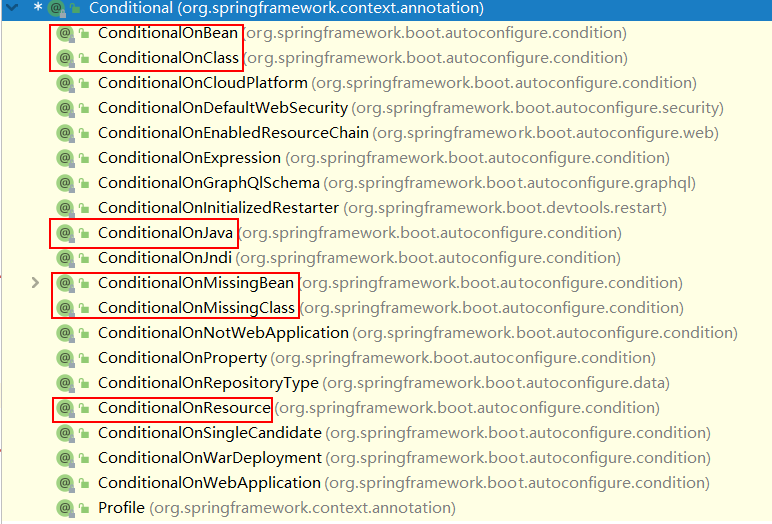 * @ Conditional (org.springframework.context.annotation)
@ ConditionalOnBean (org.springframework.boot.autoconfigure.condition)
@ ConditionalOnClass (org.springframework.boot.autoconfigure.condition)
@ ConditionalOnCloudPlatform (org.springframework.boot.autoconfigure.condition)
@ ConditionalOnDefaultWebSecurity (org.springframework.boot.autoconfigure.security)
@ ConditionalOnEnabledResourceChain (org.springframework.boot.autoconfigure.web)
@ ConditionalOnExpression (org.springframework.boot.autoconfigure.condition)
@ ConditionalOnGraphQlSchema (org.springframework.boot.autoconfigure.graphql)
@ ConditionalOnInitializedRestarter (org.springframework.boot.devtools.restart)
@ ConditionalOnJava (org.springframework.boot.autoconfigure.condition)
@ ConditionalOnJndi (org.springframework.boot.autoconfigure.condition)
@ ConditionalOnMissingBean (org.springframework.boot.autoconfigure.condition)
@ ConditionalOnMissingClass (org.springframework.boot.autoconfigure.condition)
@ ConditionalOnNotWebApplication (org.springframework.boot.autoconfigure.condition)
@ ConditionalOnProperty (org.springframework.boot.autoconfigure.condition)
@ ConditionalOnRepositoryType (org.springframework.boot.autoconfigure.data)
@ ConditionalOnResource (org.springframework.boot.autoconfigure.condition)
@ ConditionalOnSingleCandidate (org.springframework.boot.autoconfigure.condition)
@ ConditionalOnWarDeployment (org.springframework.boot.autoconfigure.condition)
@ ConditionalOnWebApplication (org.springframework.boot.autoconfigure.condition)
@ Profile (org.springframework.context.annotation)